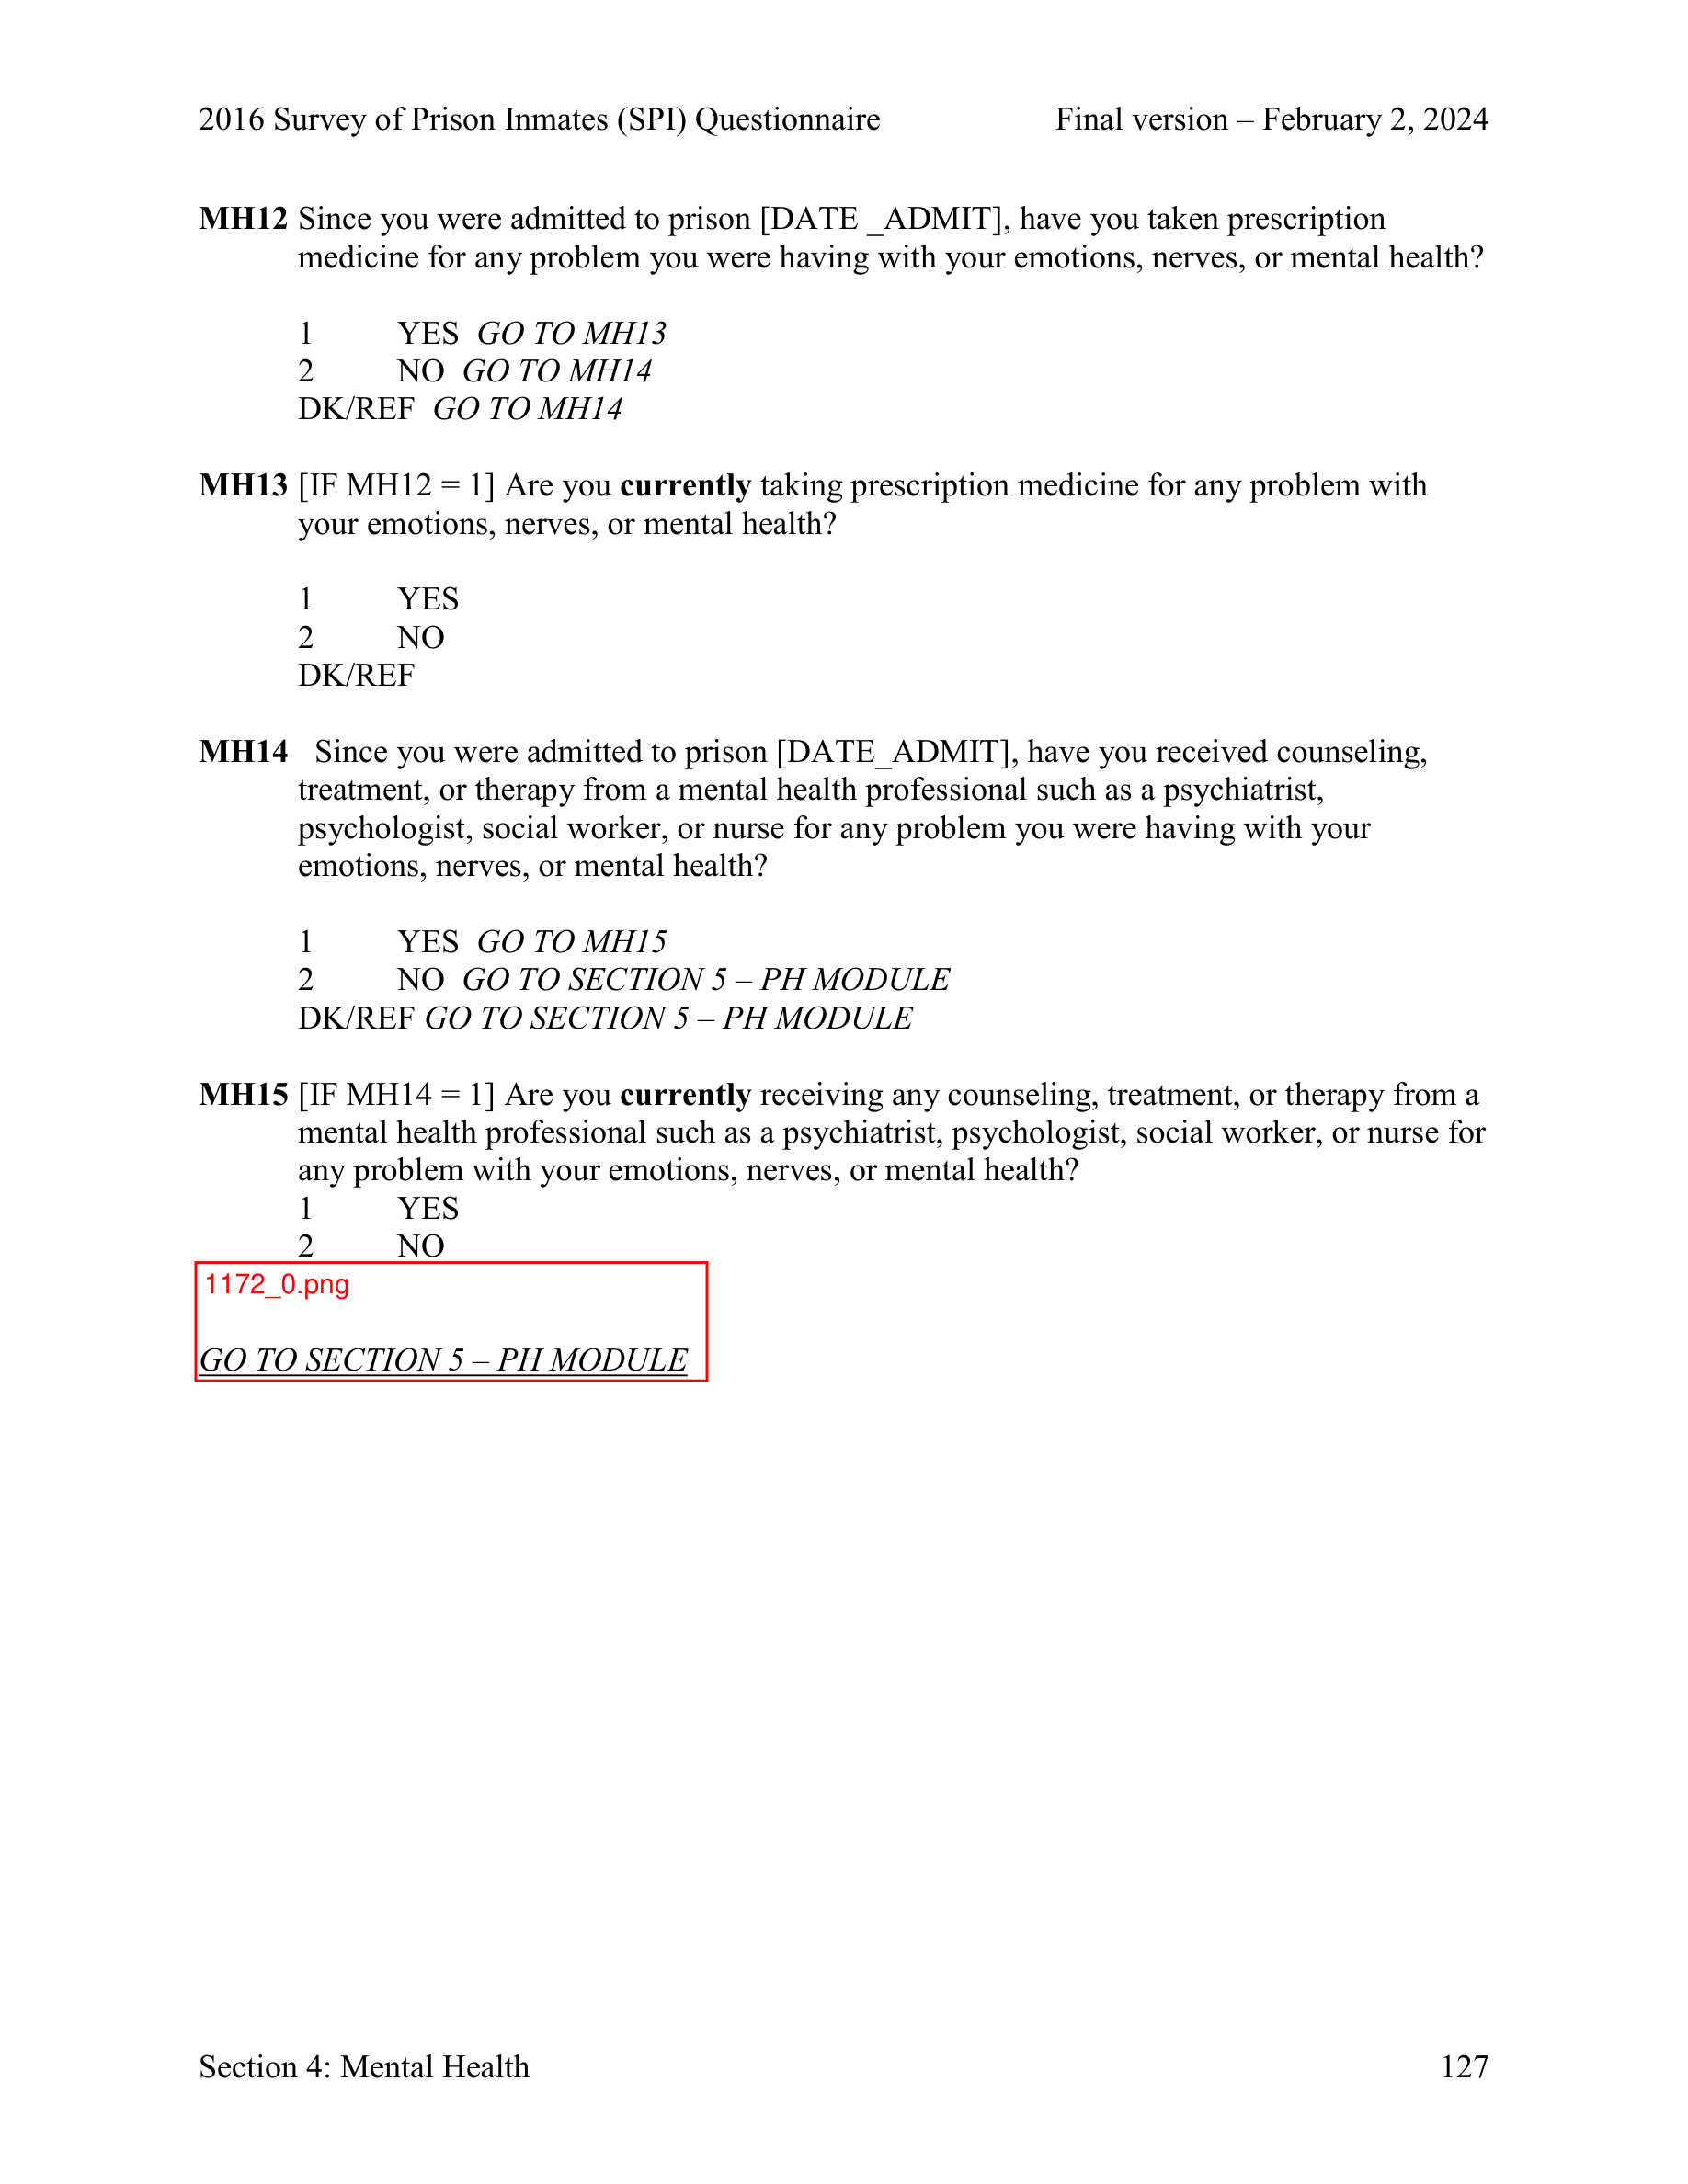 2016 Survey of Prison Inmates (SPI) Questionnaire Final version – February 2, 2024
MH12 Since you were admitted to prison [DATE _ADMIT], have you taken prescription
medicine for any problem you were having with your emotions, nerves, or mental health?
1 YES GO TO MH13
2 NO GO TO MH14
DK/REF GO TO MH14
MH13 [IF MH12 = 1] Are you currently taking prescription medicine for any problem with
your emotions, nerves, or mental health?
1 YES
2 NO
DK/REF
MH14 Since you were admitted to prison [DATE_ADMIT], have you received counseling,
treatment, or therapy from a mental health professional such as a psychiatrist,
psychologist, social worker, or nurse for any problem you were having with your
emotions, nerves, or mental health?
1 YES GO TO MH15
2 NO GO TO SECTION 5 – PH MODULE
DK/REF GO TO SECTION 5 – PH MODULE
MH15 [IF MH14 = 1] Are you currently receiving any counseling, treatment, or therapy from a
mental health professional such as a psychiatrist, psychologist, social worker, or nurse for
any problem with your emotions, nerves, or mental health?
1 YES
2 NO
1172_0.png
GO TO SECTION 5 – PH MODULE
Section 4: Mental Health 127